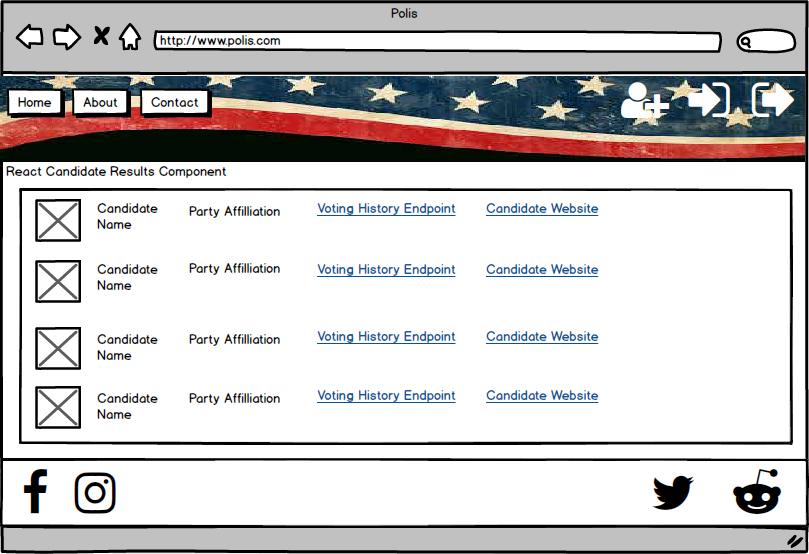 Polis
http://www.polis.com
Home About Contact
React Candidate Results Component
Candidate Name Party Affilliation Voting History Endpoint Candidate Website
Candidate Name Party Affilliation Voting History Endpoint Candidate Website
Candidate Name Party Affilliation Voting History Endpoint Candidate Website
Candidate Name Party Affilliation Voting History Endpoint Candidate Website